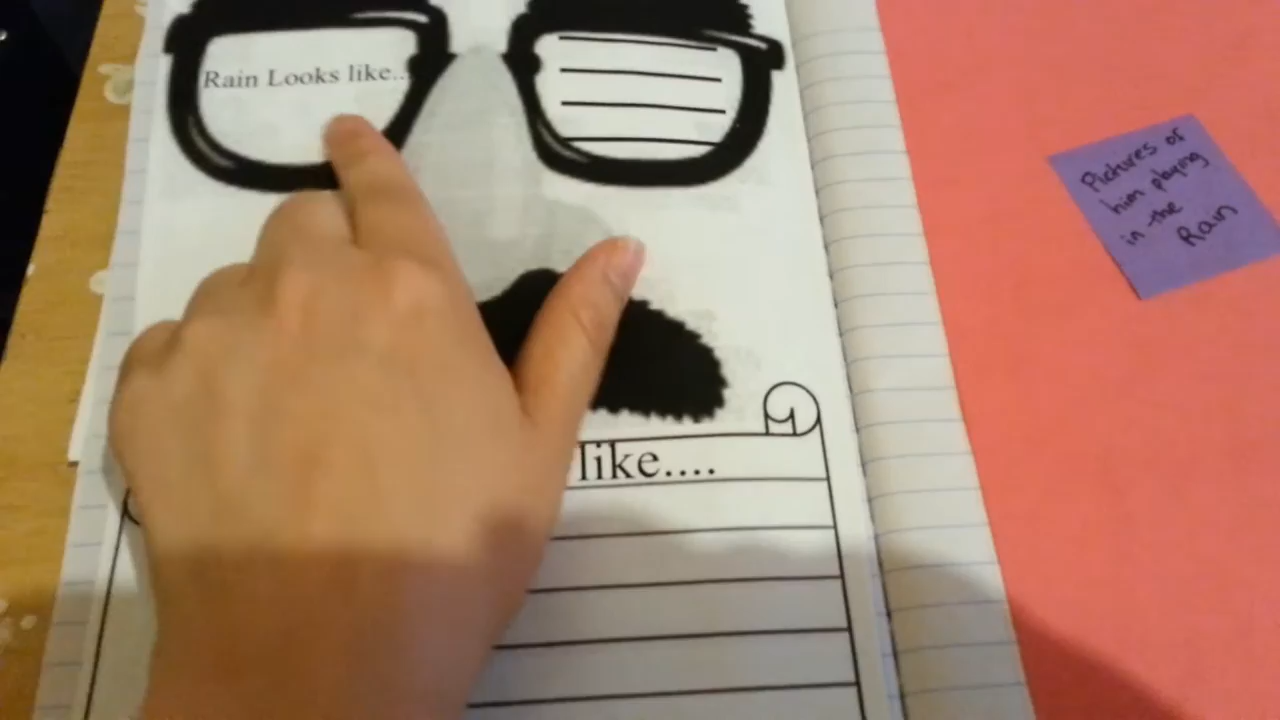 Rain Looks like...
like....
Pictures of
him playing
in the
Rain